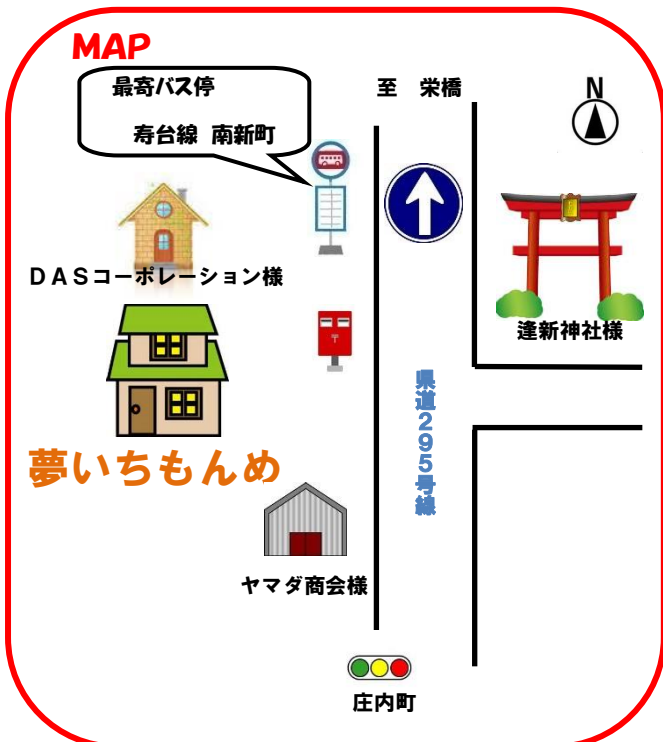 MAP
最寄バス停
寿台線 南新町
至 栄橋
N
DASコーポレーション様
逢新神社様
〒
県道295号線
夢いちもんめ
ヤマダ商会様
庄内町